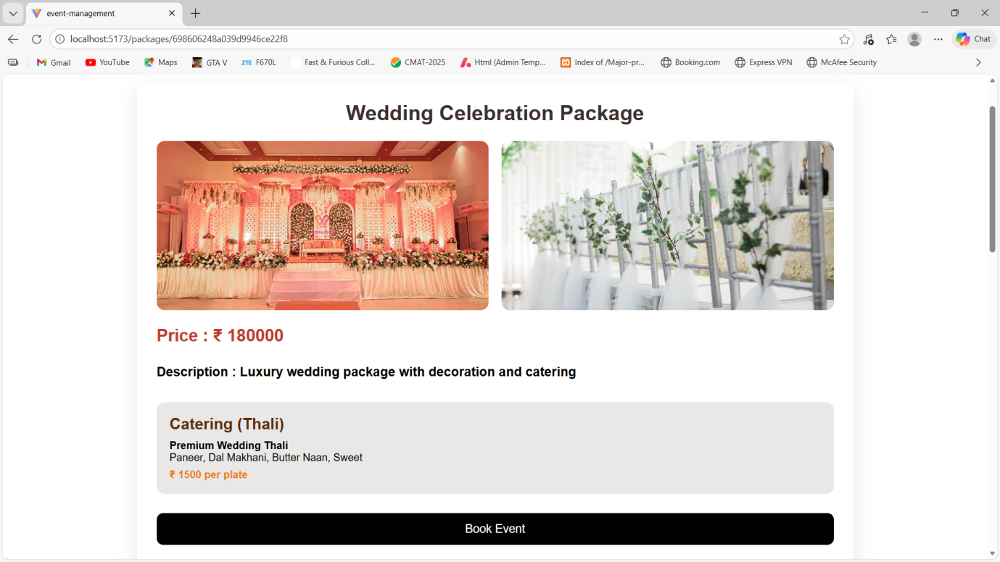 event-management
localhost:5173/packages/698606248a039d9946ce22f8
Chat
Gmail
YouTube
Maps
GTA V
ZTE F670L
Fast & Furious Coll...
CMAT-2025
Html (Admin Temp...
Index of /Major-pr...
Booking.com
Express VPN
McAfee Security
Wedding Celebration Package
Price : ₹ 180000
Description : Luxury wedding package with decoration and catering
Catering (Thali)
Premium Wedding Thali
Paneer, Dal Makhani, Butter Naan, Sweet
₹ 1500 per plate
Book Event